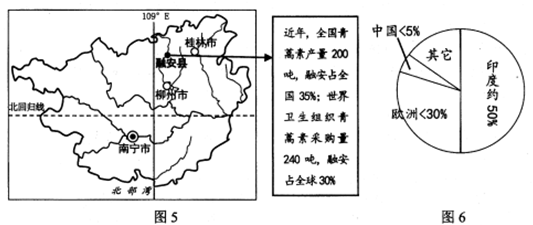 109° E
桂林市
融安县
柳州市
北回归线
南宁市
北部湾
图5
近年，全国青
蒿素产量200
吨，融安占全
国35%；世界
卫生组织青
蒿素采购量
240吨，融安
占全球30%
中国<5%
其它
欧洲<30%
印度约50%
图6